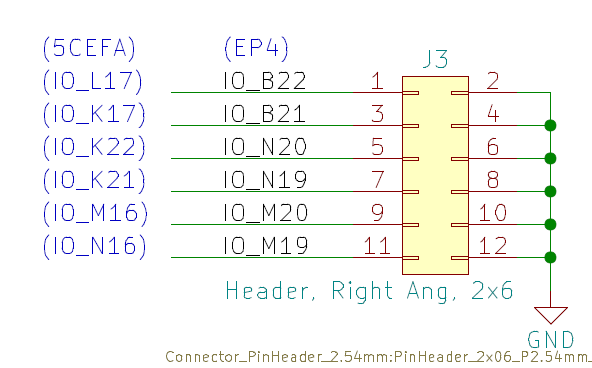 (5CEFA) (EP4) J3
(IO_L17) IO_B22 1 2
(IO_K17) IO_B21 3 4
(IO_K22) IO_N20 5 6
(IO_K21) IO_N19 7 8
(IO_M16) IO_M20 9 10
(IO_N16) IO_M19 11 12
Header, Right Ang, 2x6
GND
Connector_PinHeader_2.54mm:PinHeader_2x06_P2.54mm_